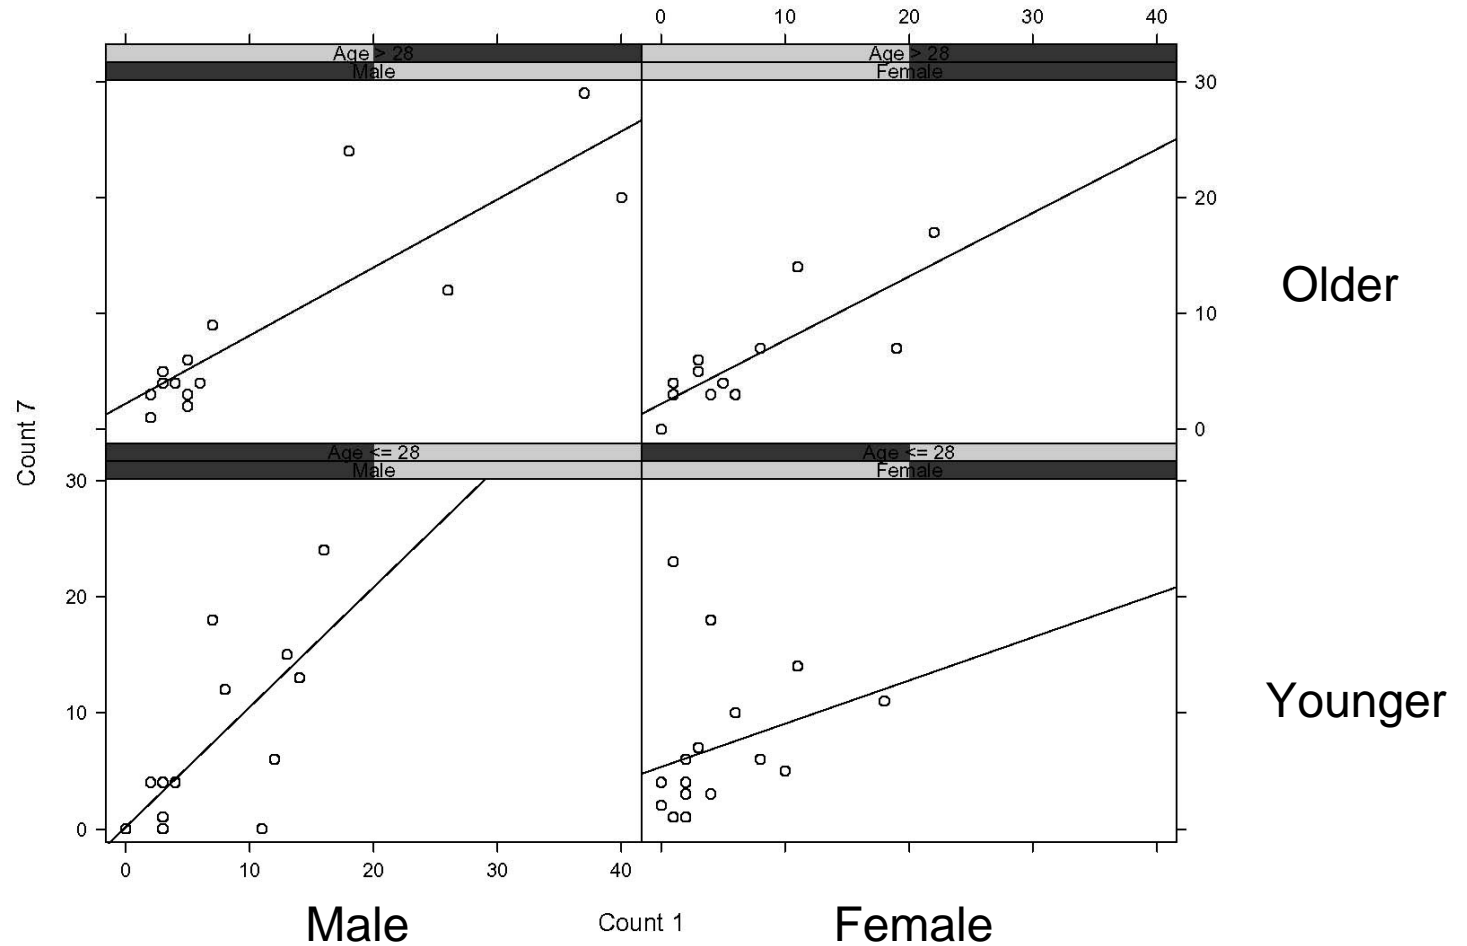 0 10 20 30 40
Age > 28
Male
Age > 28
Female
30
20
10
0
Older
Count 7
Age <= 28
Male
Age <= 28
Female
30
20
10
0
Younger
0 10 20 30 40
Male
Count 1
Female